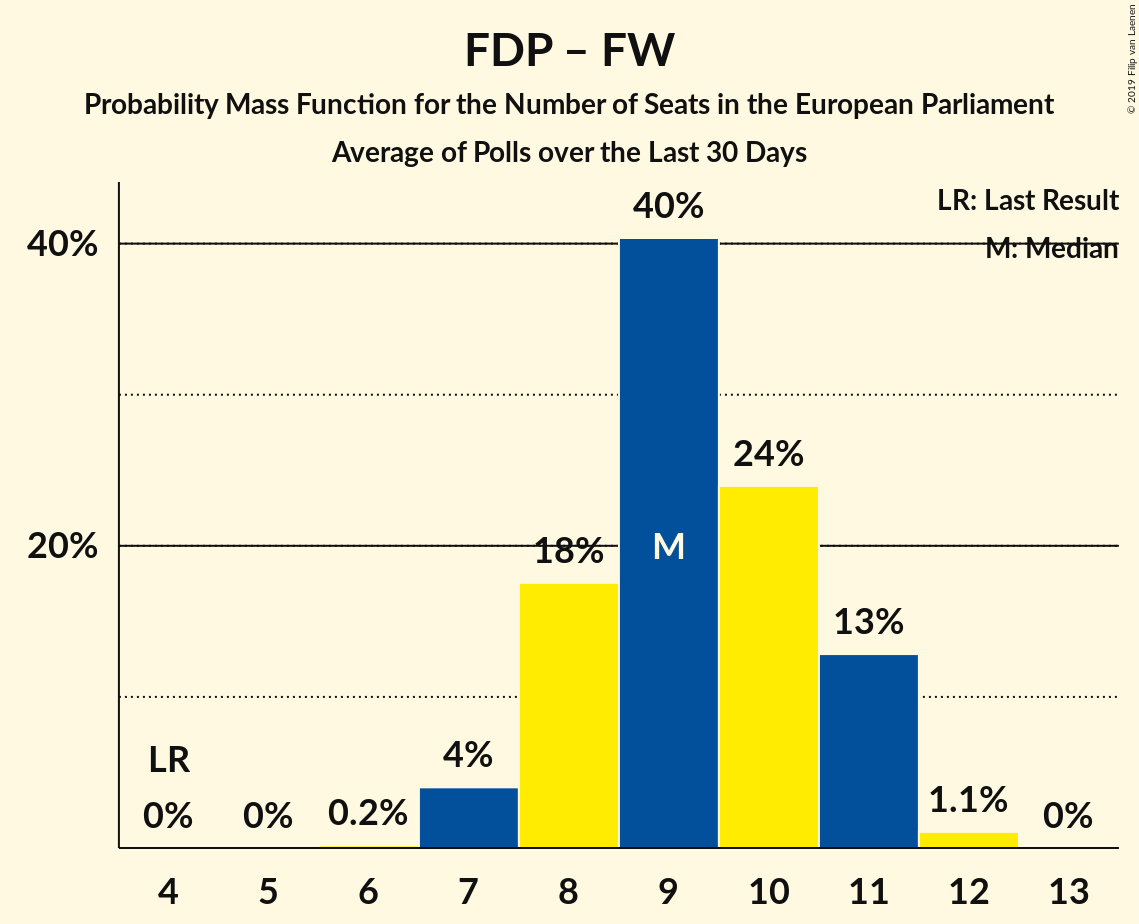 FDP – FW
Probability Mass Function for the Number of Seats in the European Parliament
Average of Polls over the Last 30 Days
© 2019 Filip van Laenen
LR: Last Result
M: Median
40%
20%
LR
0%
0%
0.2%
4%
18%
40%
M
24%
13%
1.1%
0%
4 5 6 7 8 9 10 11 12 13